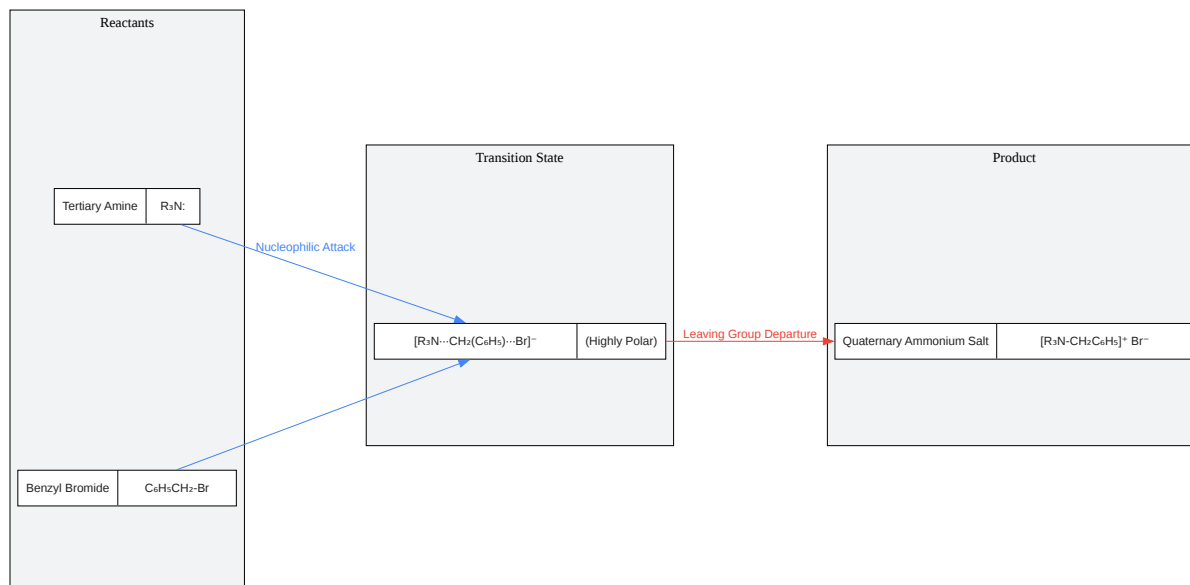 Reactants
Tertiary Amine
R₃N:
Nucleophilic Attack
Benzyl Bromide
C₆H₅CH₂-Br
Transition State
[R₃N···CH₂(C₆H₅)···Br]⁻
(Highly Polar)
Leaving Group Departure
Product
Quaternary Ammonium Salt
[R₃N-CH₂C₆H₅]⁺ Br⁻